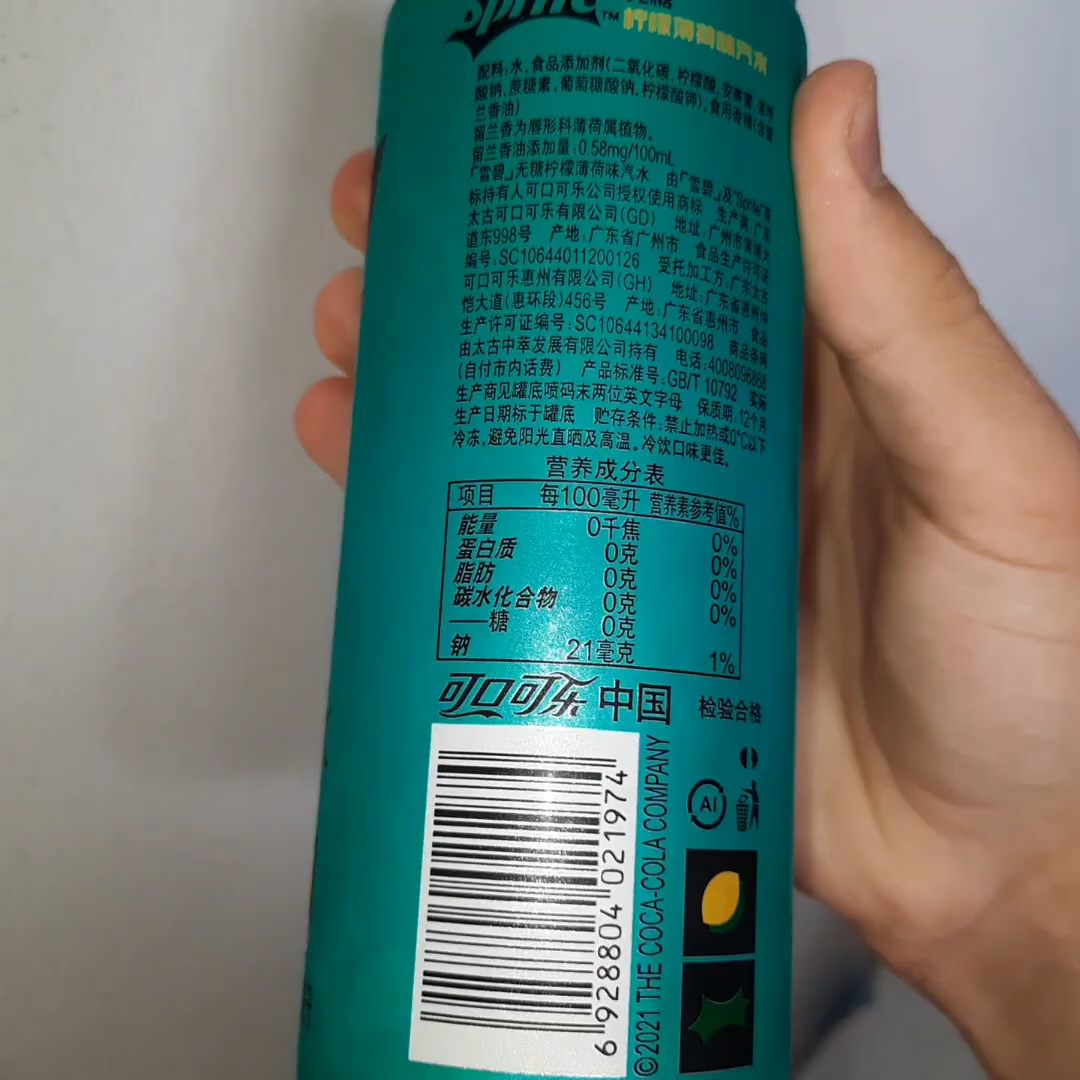 Sprite™
柠檬薄荷味汽水
配料:水,食品添加剂(二氧化碳,柠檬酸,安赛蜜,
酸钠,蔗糖素,葡萄糖酸钠,柠檬酸钾),食用香精(含留
兰香油)
留兰香为唇形科薄荷属植物。
留兰香油添加量:0.58mg/100mL
「雪碧」无糖柠檬薄荷味汽水 由「雪碧」及"Sprite"商
标持有人可口可乐公司授权使用商标 生产商:广东
太古可口可乐有限公司(GD) 地址:广州市黄埔大
道东998号 产地:广东省广州市 食品生产许可证
编号:SC10644011200126 受托加工方:广东太古
可口可乐惠州有限公司(GH) 地址:广东省惠州仲
恺大道(惠环段)456号 产地:广东省惠州市 食品
生产许可证编号:SC10644134100098 商品条码
由太古中萃发展有限公司持有 电话:4008096868
(自付市内话费) 产品标准号:GB/T 10792 实际
生产商见罐底喷码末两位英文字母 保质期:12个月
生产日期标于罐底 贮存条件:禁止加热或0°C以下
冷冻,避免阳光直晒及高温。冷饮口味更佳。
营养成分表
项目 每100毫升 营养素参考值%
能量 0千焦 0%
蛋白质 0克 0%
脂肪 0克 0%
碳水化合物 0克 0%
——糖 0克
钠 21毫克 1%
可口可乐中国 检验合格
Al
6 928804 021974
©2021 THE COCA-COLA COMPANY